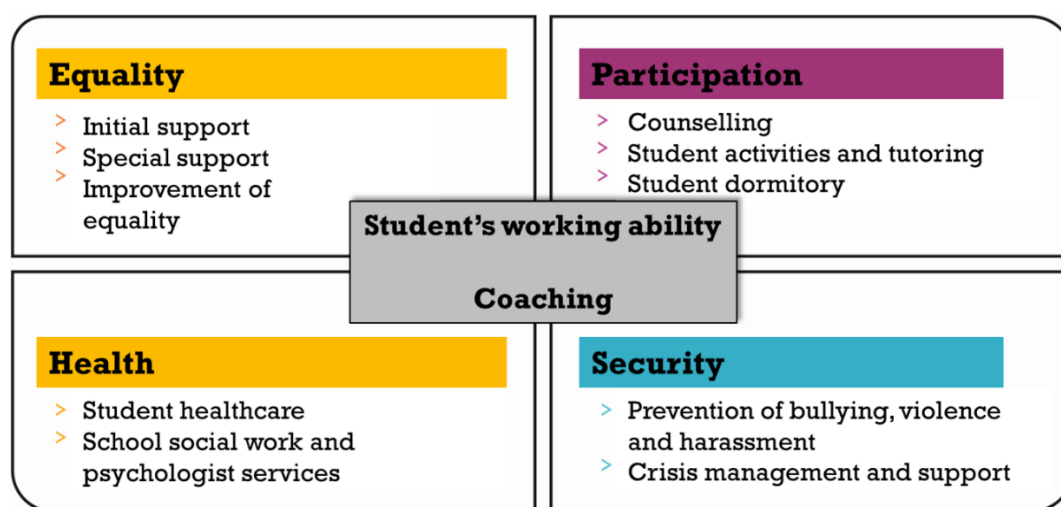 Equality
> Initial support
> Special support
> Improvement of
equality
Participation
> Counselling
> Student activities and tutoring
> Student dormitory
Student's working ability
Coaching
Health
> Student healthcare
> School social work and
psychologist services
Security
> Prevention of bullying, violence
and harassment
> Crisis management and support